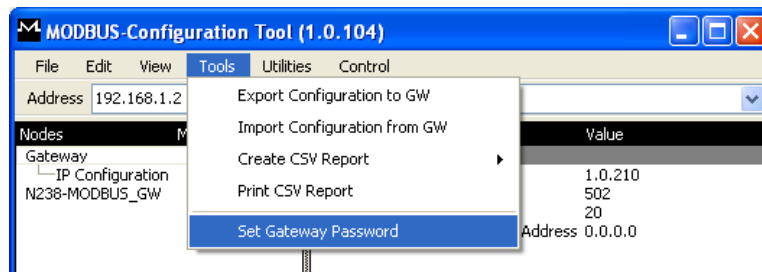 MODBUS-Configuration Tool (1.0.104)
File Edit View Tools Utilities Control
Address 192.168.1.2
Export Configuration to GW
Import Configuration from GW
Create CSV Report
Print CSV Report
Set Gateway Password
Nodes M Value
Gateway
IP Configuration 1.0.210
N238-MODBUS_GW 502
20
Address 0.0.0.0